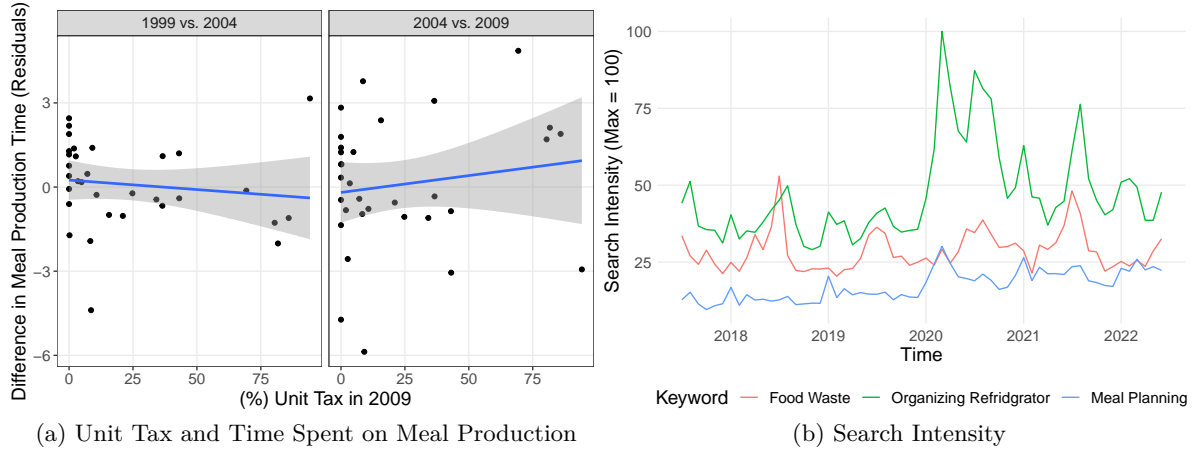 1999 vs. 2004
2004 vs. 2009
Difference in Meal Production Time (Residuals)
3
0
−3
−6
0 25 50 75
0 25 50 75
(%) Unit Tax in 2009
(a) Unit Tax and Time Spent on Meal Production
Search Intensity (Max = 100)
100
75
50
25
2018 2019 2020 2021 2022
Time
Keyword Food Waste Organizing Refridgrator Meal Planning
(b) Search Intensity